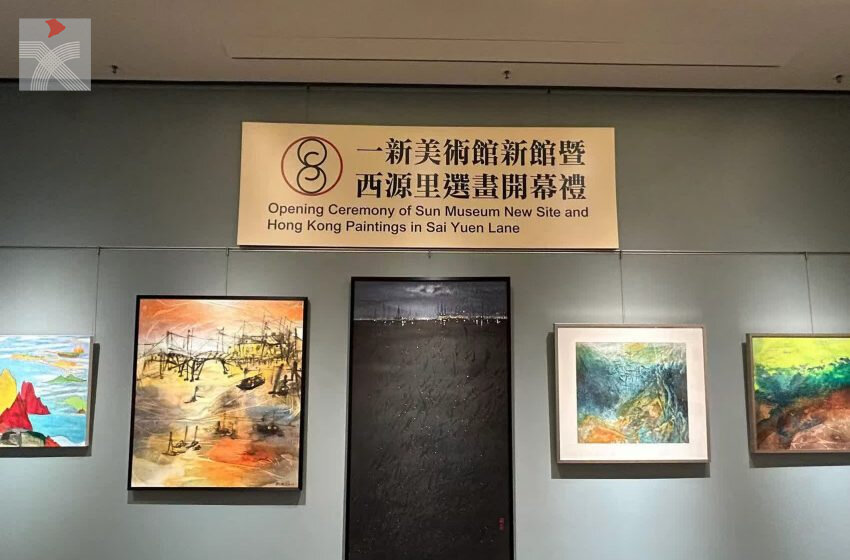 一新美術館新館暨
西源里選畫開幕禮
Opening Ceremony of Sun Museum New Site and
Hong Kong Paintings in Sai Yuen Lane